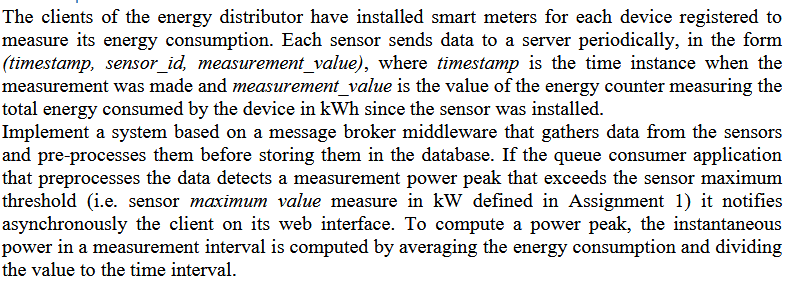 The clients of the energy distributor have installed smart meters for each device registered to
measure its energy consumption. Each sensor sends data to a server periodically, in the form
(timestamp, sensor_id, measurement_value), where timestamp is the time instance when the
measurement was made and measurement_value is the value of the energy counter measuring the
total energy consumed by the device in kWh since the sensor was installed.
Implement a system based on a message broker middleware that gathers data from the sensors
and pre-processes them before storing them in the database. If the queue consumer application
that preprocesses the data detects a measurement power peak that exceeds the sensor maximum
threshold (i.e. sensor maximum value measure in kW defined in Assignment 1) it notifies
asynchronously the client on its web interface. To compute a power peak, the instantaneous
power in a measurement interval is computed by averaging the energy consumption and dividing
the value to the time interval.